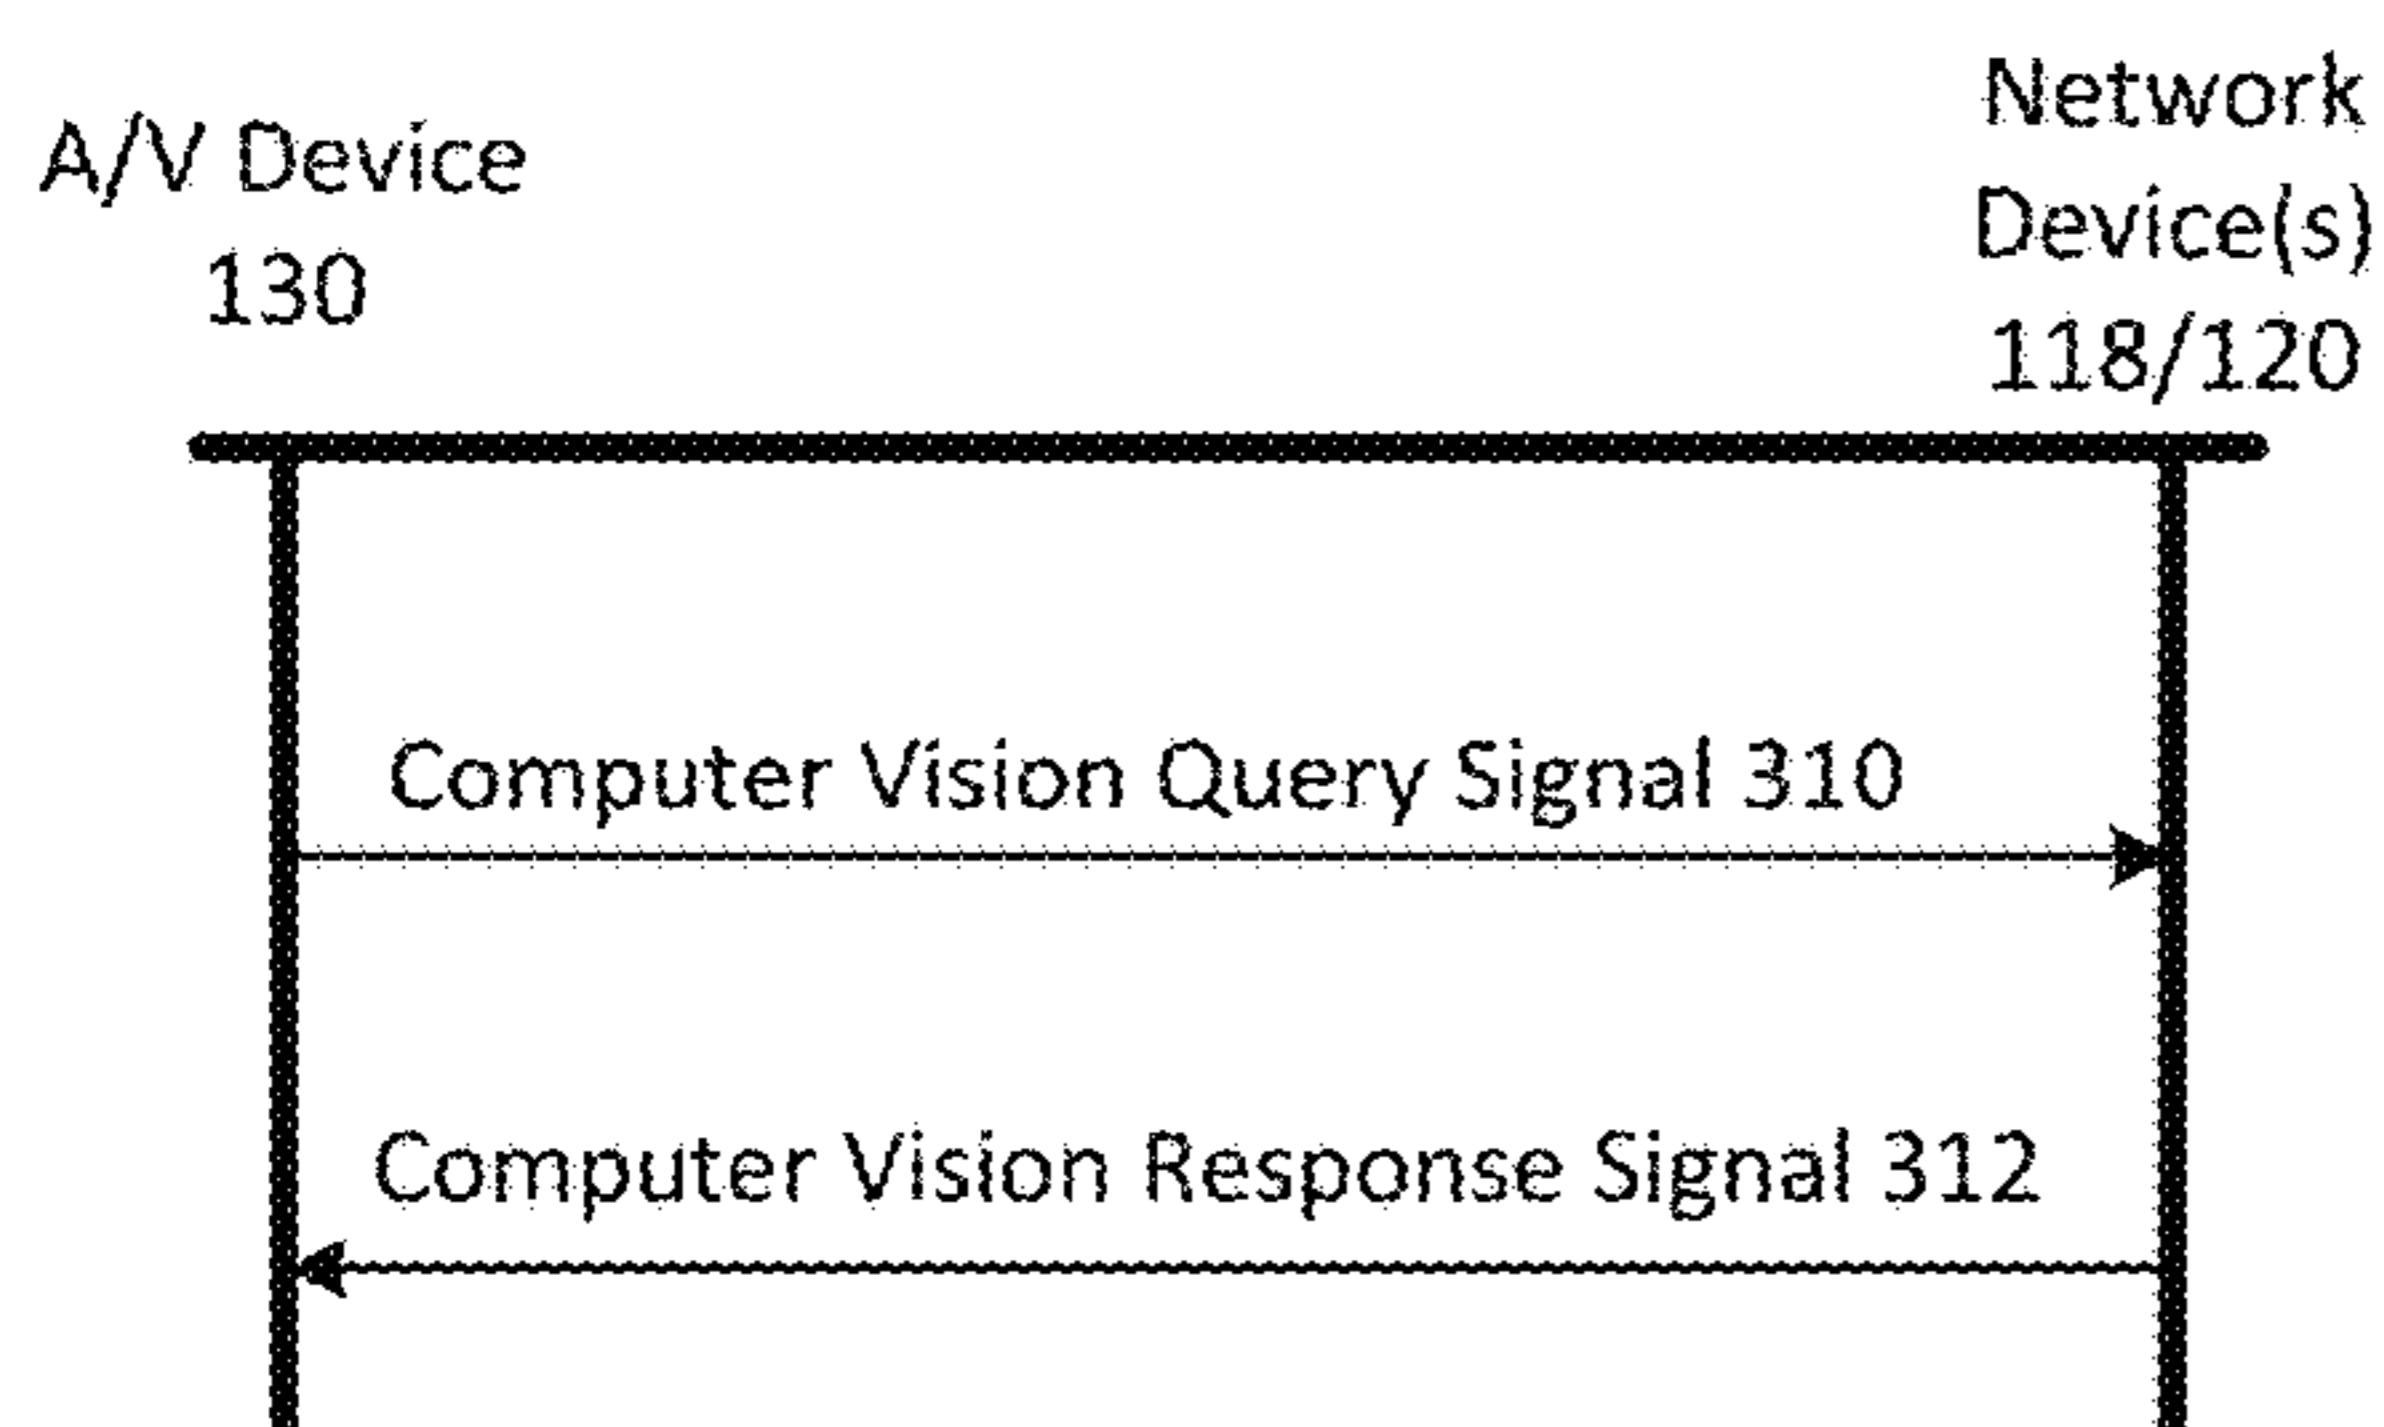 A/V Device
130
Network
Device(s)
118/120
Computer Vision Query Signal 310
Computer Vision Response Signal 312